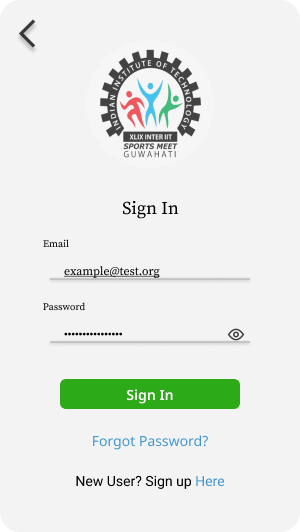 INDIAN INSTITUTE OF TECHNOLOGY
XLIX INTER IIT
SPORTS MEET
GUWAHATI
Sign In
Email
example@test.org
Password
•••••••••••••••
Sign In
Forgot Password?
New User? Sign up Here